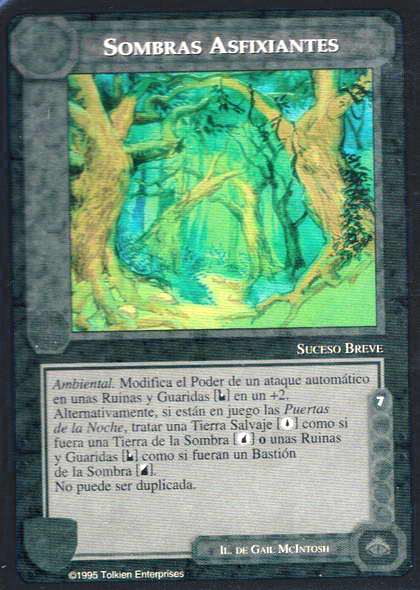 Sombras Asfixiantes
Suceso Breve
Ambiental. Modifica el Poder de un ataque automático
en unas Ruinas y Guaridas [] en un +2.
Alternativamente, si están en juego las Puertas
de la Noche, tratar una Tierra Salvaje [] como si
fuera una Tierra de la Sombra [] o unas Ruinas
y Guaridas [] como si fueran un Bastión
de la Sombra [].
No puede ser duplicada.
7
Il. de Gail McIntosh
©1995 Tolkien Enterprises